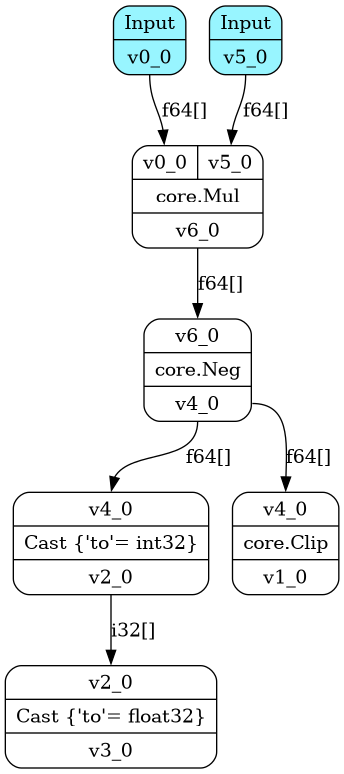 Input
v0_0
Input
v5_0
f64[]
f64[]
v0_0
v5_0
core.Mul
v6_0
f64[]
v6_0
core.Neg
v4_0
f64[]
f64[]
v4_0
Cast {'to'= int32}
v2_0
v4_0
core.Clip
v1_0
i32[]
v2_0
Cast {'to'= float32}
v3_0